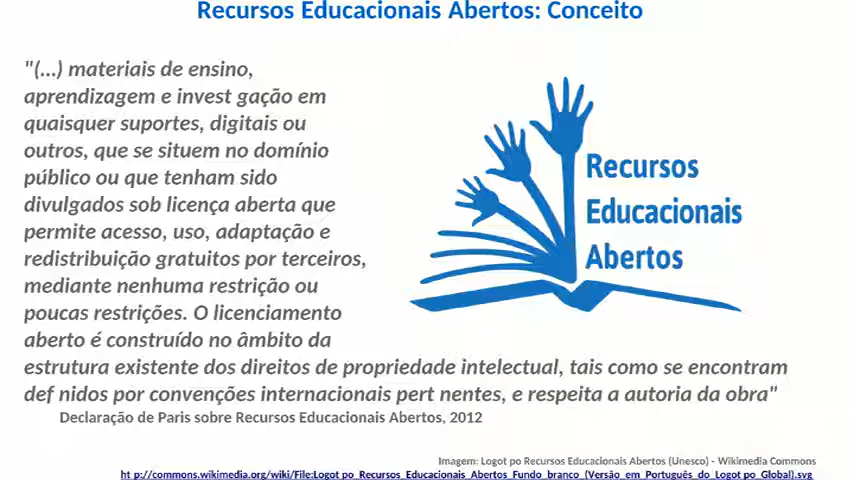 Recursos Educacionais Abertos: Conceito
"(...) materiais de ensino,
aprendizagem e invest gação em
quaisquer suportes, digitais ou
outros, que se situem no domínio
público ou que tenham sido
divulgados sob licença aberta que
permite acesso, uso, adaptação e
redistribuição gratuitos por terceiros,
mediante nenhuma restrição ou
poucas restrições. O licenciamento
aberto é construído no âmbito da
estrutura existente dos direitos de propriedade intelectual, tais como se encontram
def nidos por convenções internacionais pert nentes, e respeita a autoria da obra"
Declaração de Paris sobre Recursos Educacionais Abertos, 2012
Recursos
Educacionais
Abertos
Imagem: Logot po Recursos Educacionais Abertos (Unesco) - Wikimedia Commons
ht p://commons.wikimedia.org/wiki/File:Logot po_Recursos_Educacionais_Abertos_Fundo_branco_(Versão_em_Português_do_Logot po_Global).svg